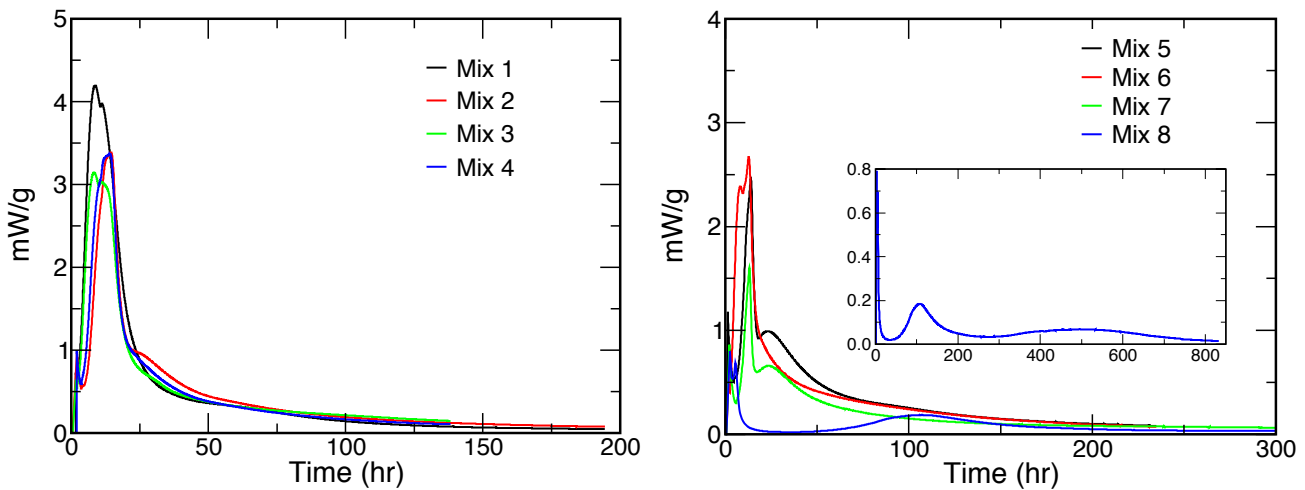 mW/g
5
4
3
2
1
0
Mix 1
Mix 2
Mix 3
Mix 4
0 50 100 150 200
Time (hr)
mW/g
4
3
2
1
0
Mix 5
Mix 6
Mix 7
Mix 8
0.8
0.6
0.4
0.2
0.0
0 200 400 600 800
0 100 200 300
Time (hr)